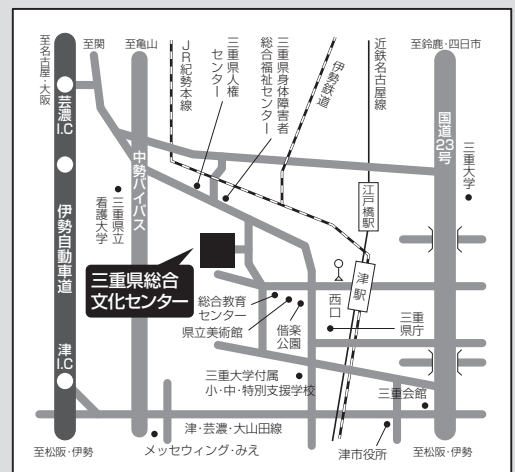 至名古屋・大阪
至関
至亀山
JR紀勢本線
三重県人権
センター
三重県身体障害者
総合福祉センター
伊勢鉄道
近鉄名古屋線
至鈴鹿・四日市
芸濃
I.C
中勢バイパス
国道
23号
三重大学
三重県立
看護大学
江戸橋駅
伊勢自動車道
三重県総合
文化センター
津駅
西口
総合教育
センター
県立美術館
偕楽
公園
三重
県庁
津
I.C
三重大学付属
小・中・特別支援学校
三重会館
津・芸濃・大山田線
至松阪・伊勢
メッセウィング・みえ
津市役所
至松阪・伊勢